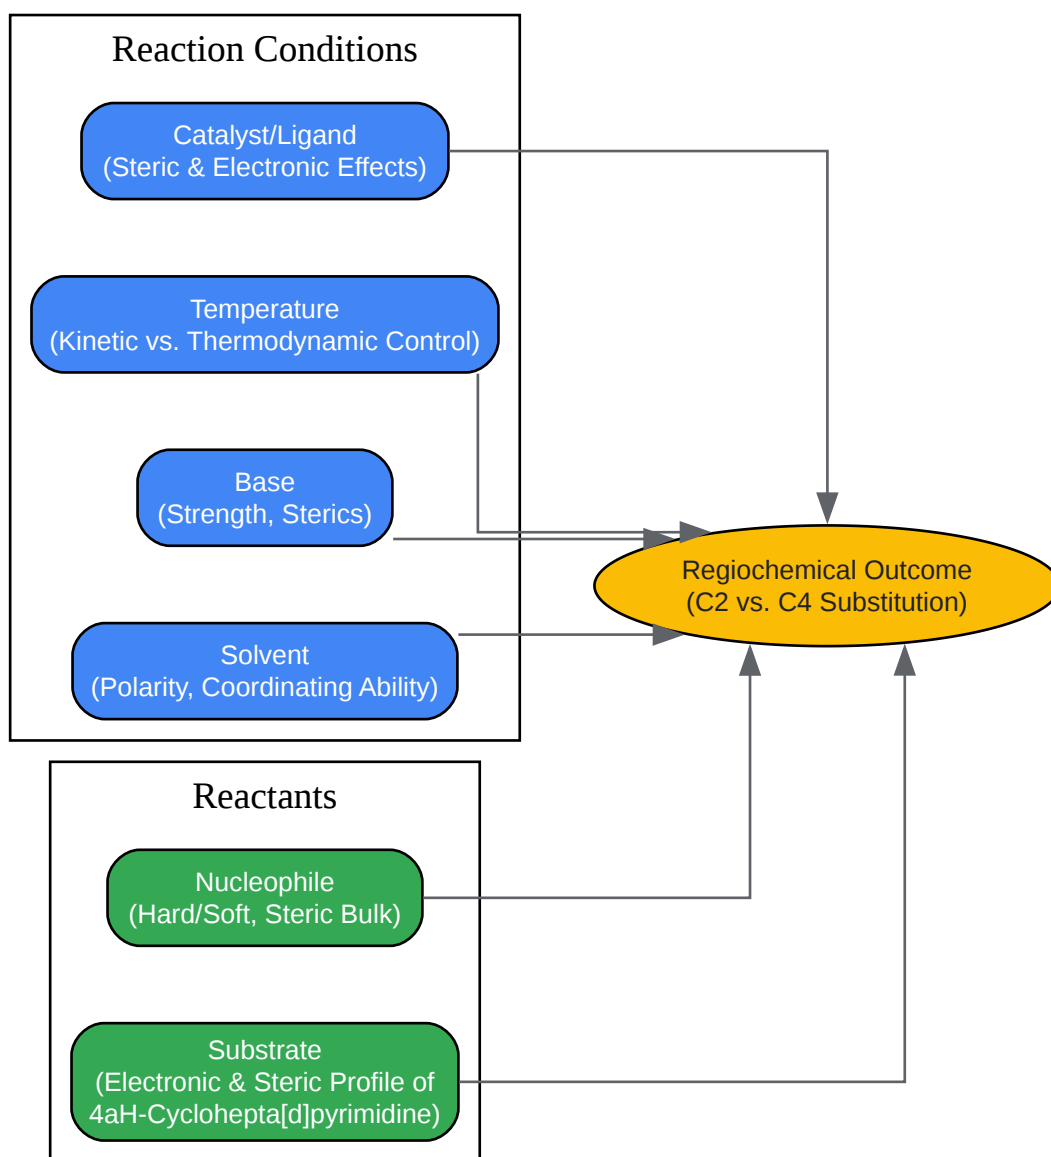 Reaction Conditions
Catalyst/Ligand
(Steric & Electronic Effects)
Temperature
(Kinetic vs. Thermodynamic Control)
Base
(Strength, Sterics)
Solvent
(Polarity, Coordinating Ability)
Regiochemical Outcome
(C2 vs. C4 Substitution)
Reactants
Nucleophile
(Hard/Soft, Steric Bulk)
Substrate
(Electronic & Steric Profile of
4aH-Cyclohepta[d]pyrimidine)